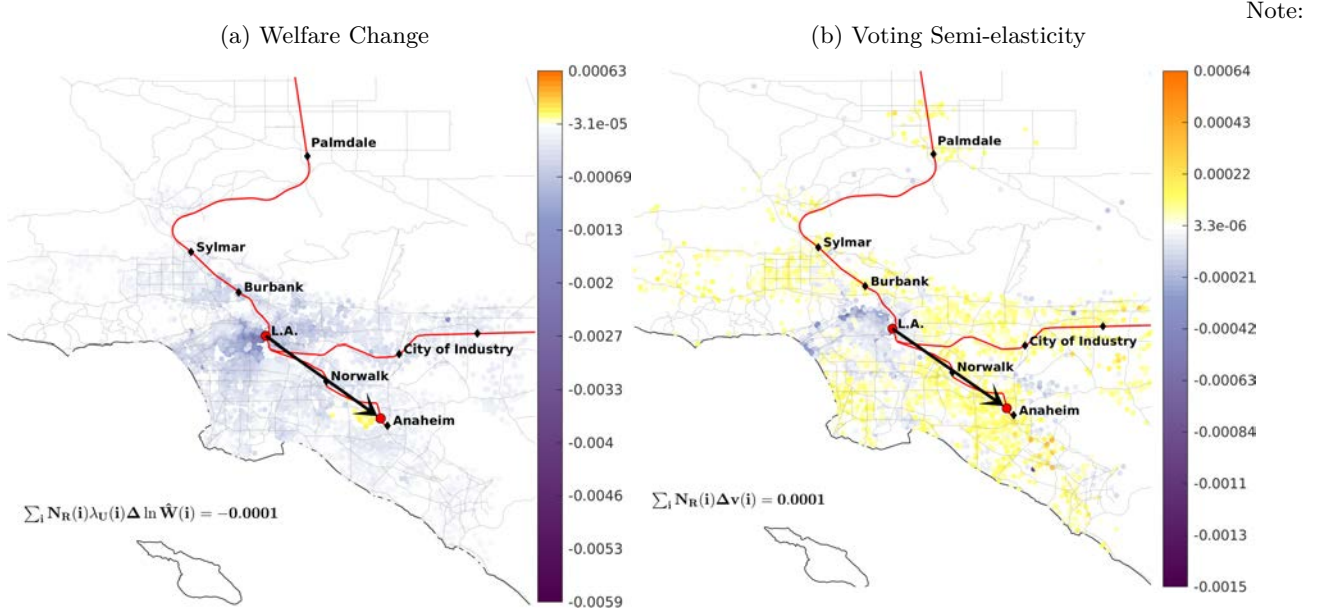 Note:
(a) Welfare Change
(b) Voting Semi-elasticity
Palmdale
Sylmar
Burbank
L.A.
City of Industry
Norwalk
Anaheim
∑ᵢ N_R(i)λ_U(i)Δ ln Ŵ(i) = −0.0001
0.00063
-3.1e-05
-0.00069
-0.0013
-0.002
-0.0027
-0.0033
-0.004
-0.0046
-0.0053
-0.0059
Palmdale
Sylmar
Burbank
L.A.
City of Industry
Norwalk
Anaheim
∑ᵢ N_R(i)Δv(i) = 0.0001
0.00064
0.00043
0.00022
3.3e-06
-0.00021
-0.00042
-0.00063
-0.00084
-0.0011
-0.0013
-0.0015